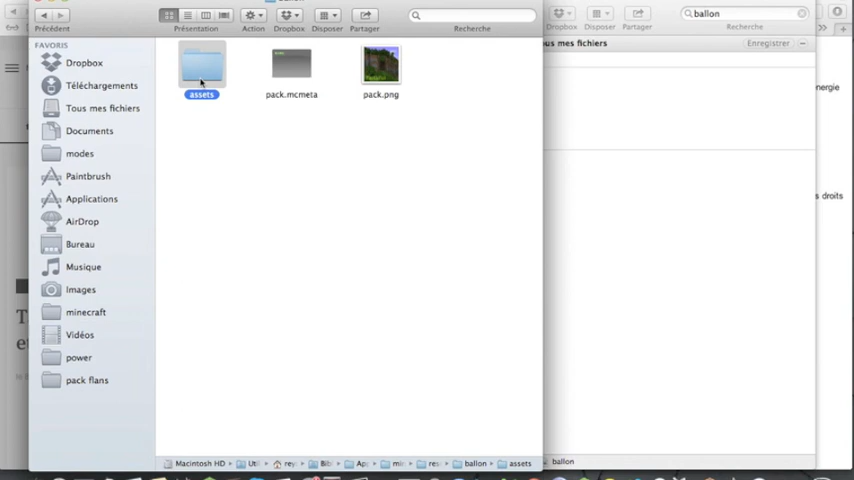 Précédent
Présentation
Action
Dropbox
Disposer
Partager
Recherche
FAVORIS
Dropbox
Téléchargements
Tous mes fichiers
Documents
modes
Paintbrush
Applications
AirDrop
Bureau
Musique
Images
minecraft
Vidéos
power
pack flans
assets
pack.mcmeta
pack.png
Macintosh HD
ballon
assets
ballon
Dropbox
Disposer
Partager
Recherche
mes fichiers
Enregistrer
énergie
s droits
ballon